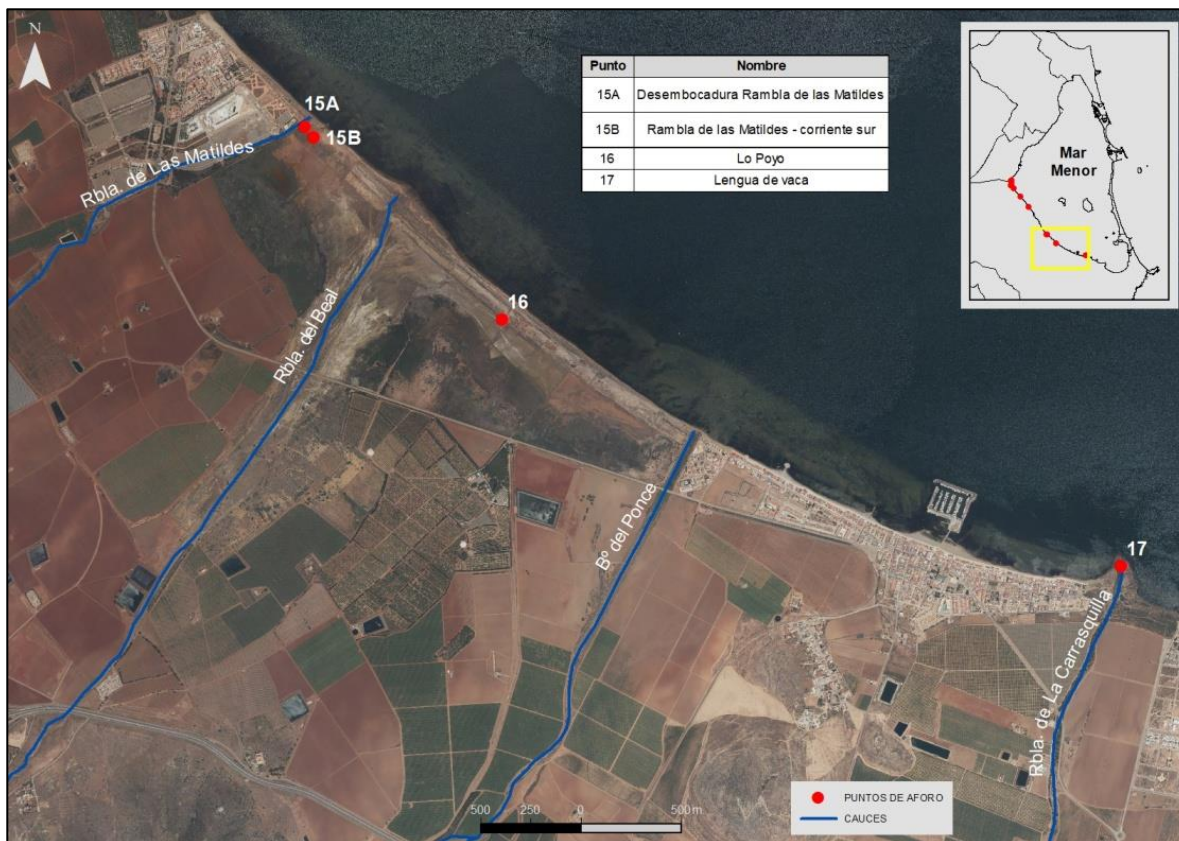 N
Punto Nombre
15A Desembocadura Rambla de las Matildes
15B Rambla de las Matildes - corriente sur
16 Lo Poyo
17 Lengua de vaca
Mar
Menor
15A
15B
Rbla. de Las Matildes
Rbla. del Beal
16
Bº del Ponce
17
Rbla. de La Carrasquilla
500 250 0 500 m
PUNTOS DE AFORO
CAUCES